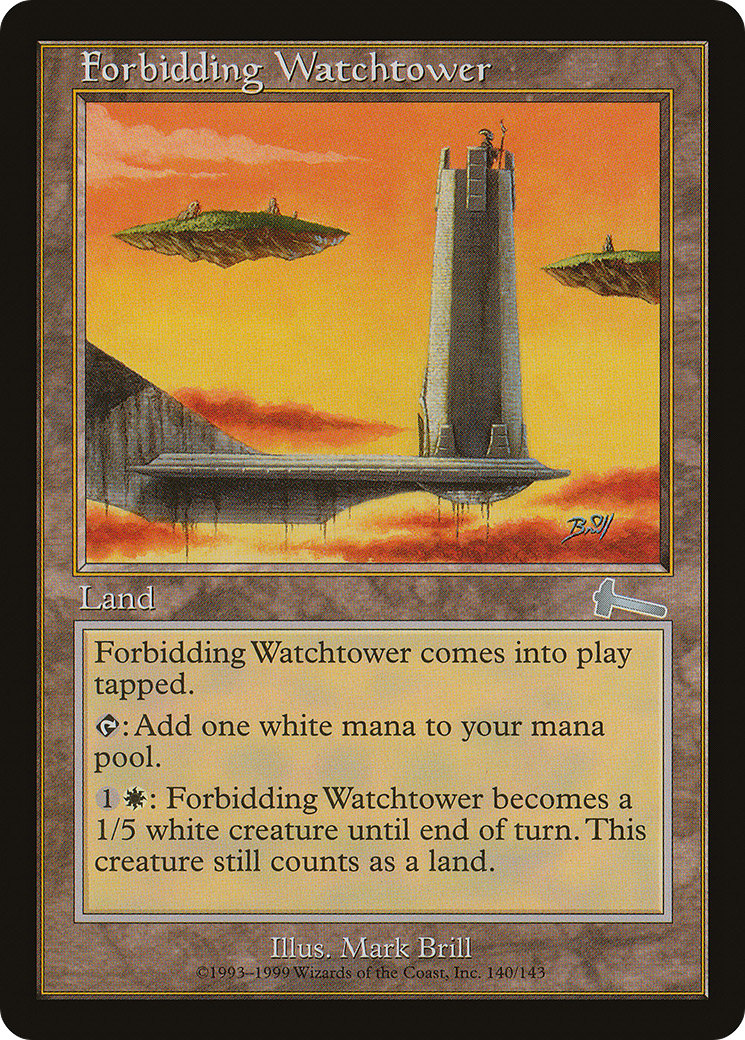 Forbidding Watchtower
Brill
Land
Forbidding Watchtower comes into play
tapped.
: Add one white mana to your mana
pool.
1 : Forbidding Watchtower becomes a
1/5 white creature until end of turn. This
creature still counts as a land.
Illus. Mark Brill
©1993–1999 Wizards of the Coast, Inc. 140/143